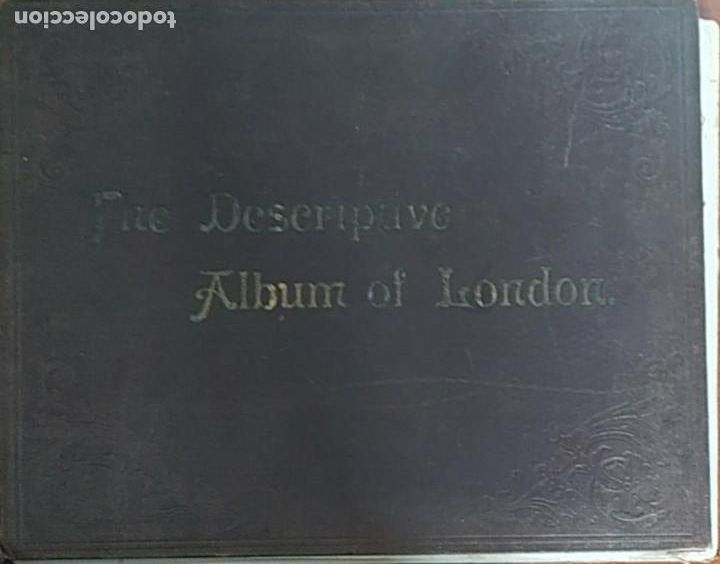 todocoleccion
The Descriptive
Album of London.